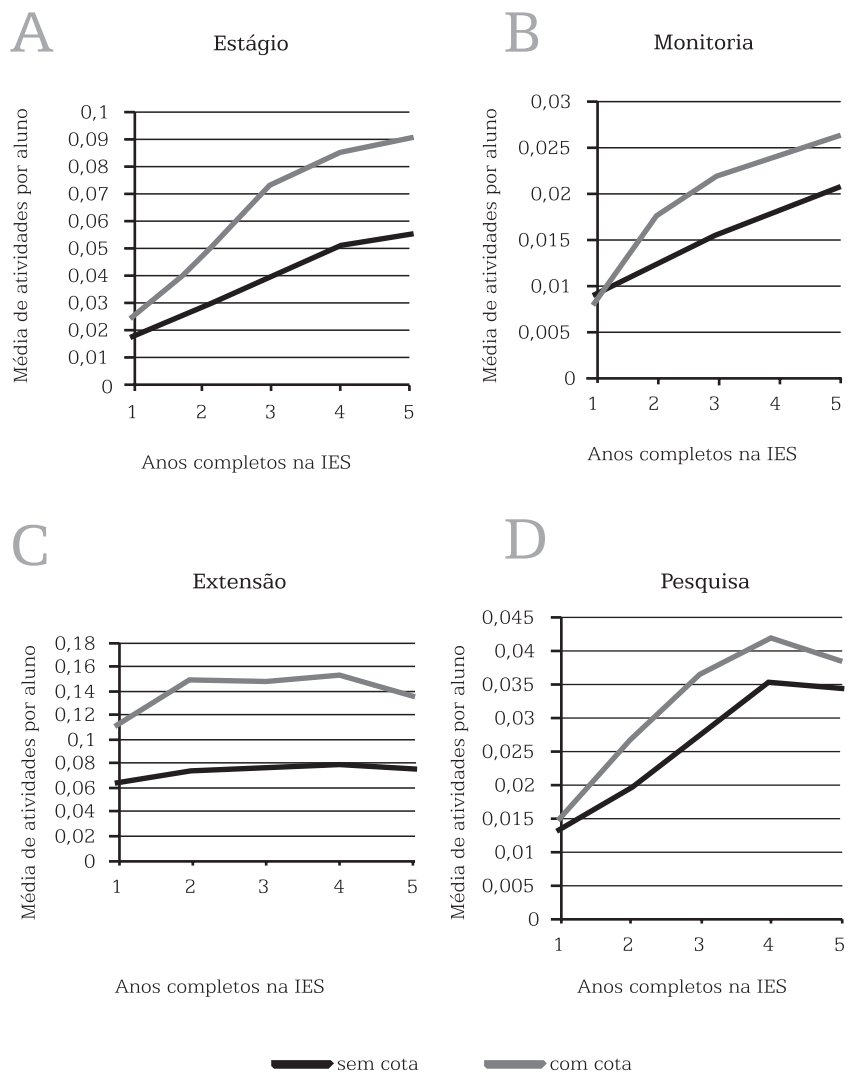 A
Estágio
Média de atividades por aluno
0,1
0,09
0,08
0,07
0,06
0,05
0,04
0,03
0,02
0,01
0
1 2 3 4 5
Anos completos na IES
B
Monitoria
Média de atividades por aluno
0,03
0,025
0,02
0,015
0,01
0,005
0
1 2 3 4 5
Anos completos na IES
C
Extensão
Média de atividades por aluno
0,18
0,16
0,14
0,12
0,1
0,08
0,06
0,04
0,02
0
1 2 3 4 5
Anos completos na IES
D
Pesquisa
Média de atividades por aluno
0,045
0,04
0,035
0,03
0,025
0,02
0,015
0,01
0,005
0
1 2 3 4 5
Anos completos na IES
sem cota com cota